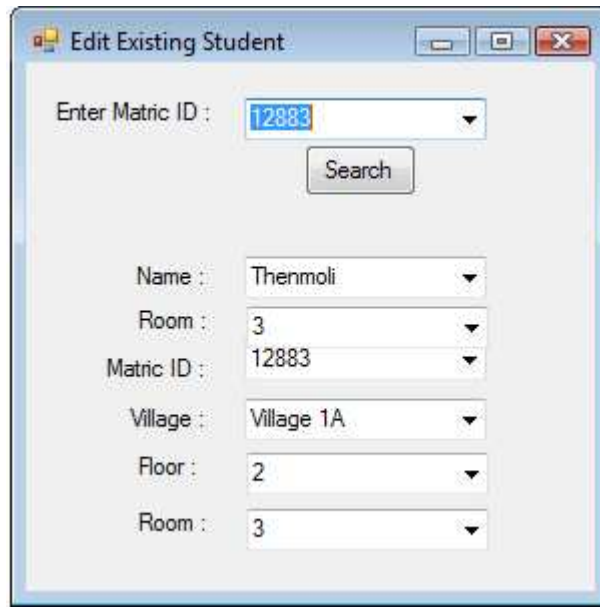 Edit Existing Student
Enter Matric ID : 12883
Search
Name : Thenmoli
Room : 3
Matric ID : 12883
Village : Village 1A
Floor : 2
Room : 3